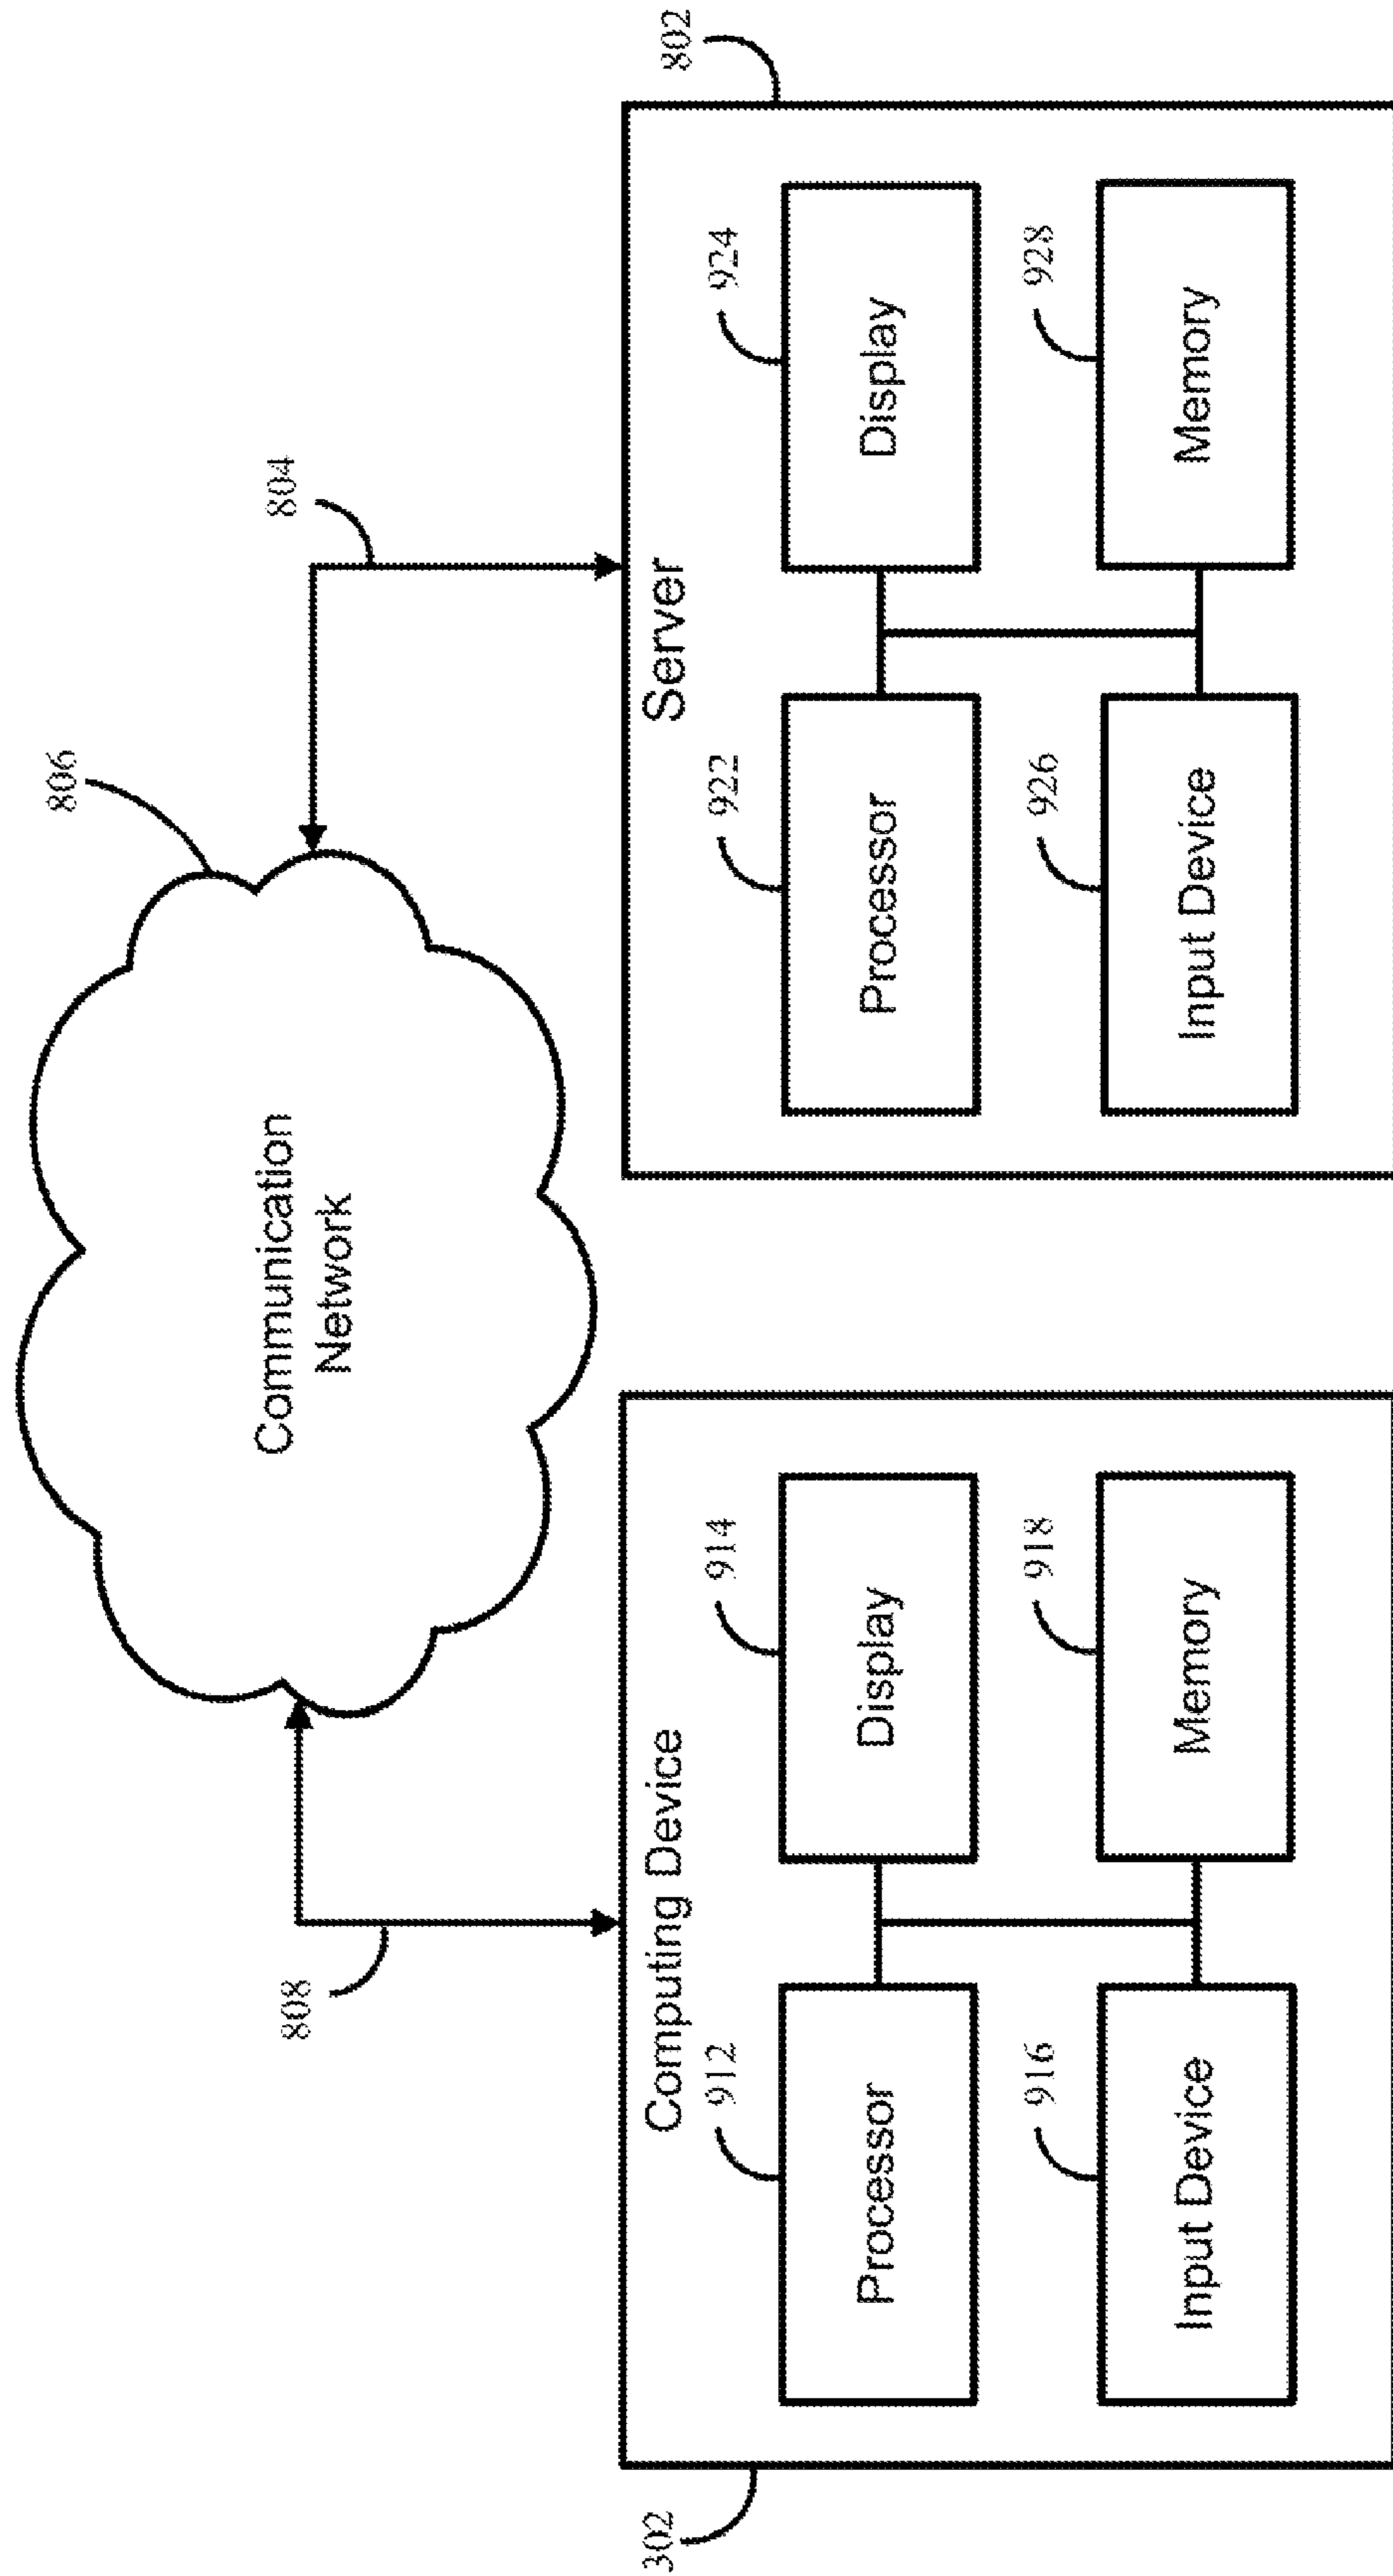 806
Communication
Network
808
804
302
Computing Device
912
Processor
914
Display
916
Input Device
918
Memory
802
Server
922
Processor
924
Display
926
Input Device
928
Memory